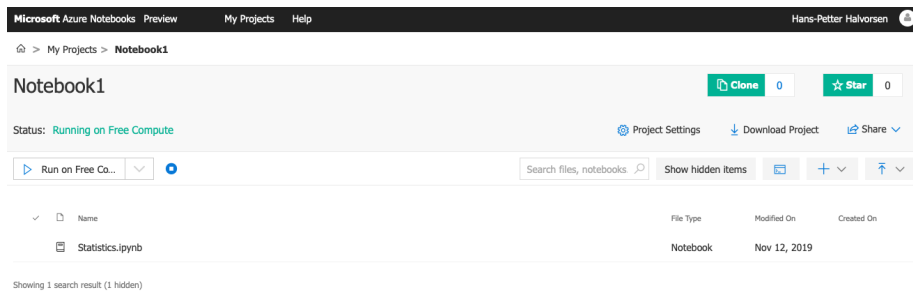 Microsoft Azure Notebooks Preview My Projects Help Hans-Petter Halvorsen
> My Projects > Notebook1
Notebook1 Clone 0 Star 0
Status: Running on Free Compute Project Settings Download Project Share
Run on Free Co... Search files, notebooks Show hidden items
Name File Type Modified On Created On
Statistics.ipynb Notebook Nov 12, 2019
Showing 1 search result (1 hidden)